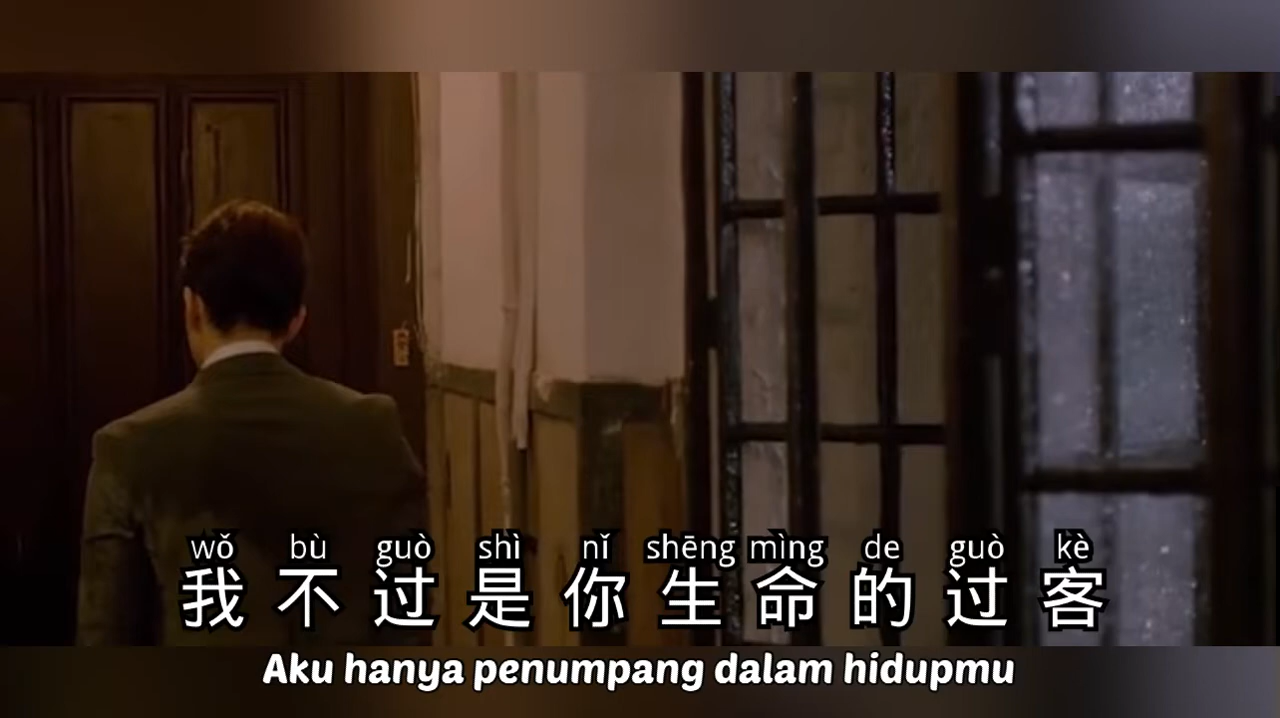 wǒ bù guò shì nǐ shēng mìng de guò kè
我不过是你生命的过客
Aku hanya penumpang dalam hidupmu